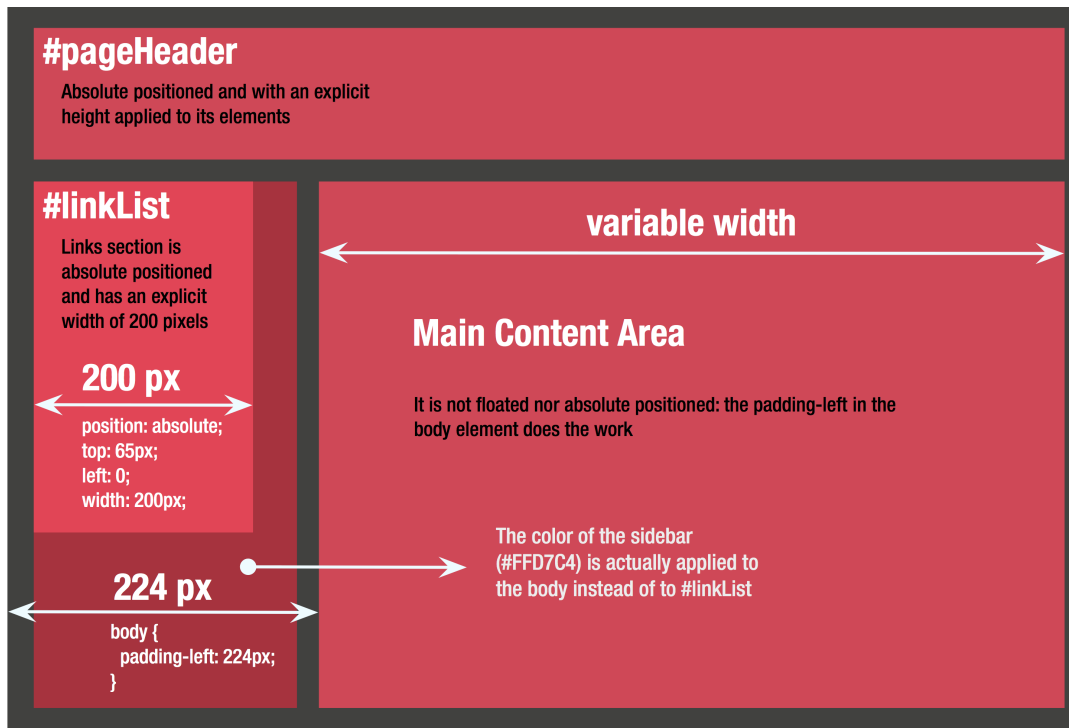 #pageHeader
Absolute positioned and with an explicit
height applied to its elements
#linkList
Links section is
absolute positioned
and has an explicit
width of 200 pixels
200 px
position: absolute;
top: 65px;
left: 0;
width: 200px;
224 px
body {
padding-left: 224px;
}
variable width
Main Content Area
It is not floated nor absolute positioned: the padding-left in the
body element does the work
The color of the sidebar
(#FFD7C4) is actually applied to
the body instead of to #linkList